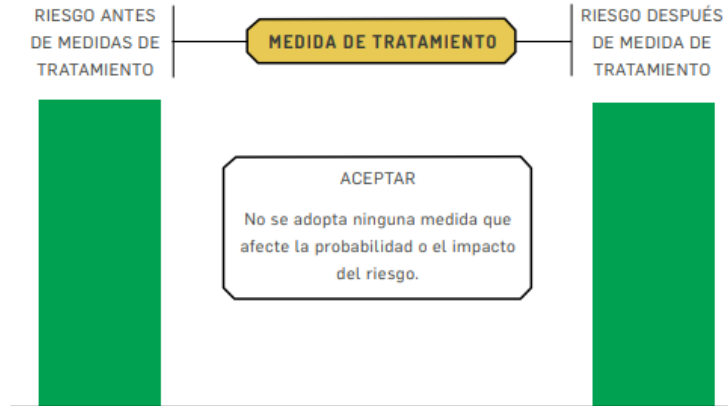 RIESGO ANTES
DE MEDIDAS DE
TRATAMIENTO
MEDIDA DE TRATAMIENTO
RIESGO DESPUÉS
DE MEDIDA DE
TRATAMIENTO
ACEPTAR
No se adopta ninguna medida que
afecte la probabilidad o el impacto
del riesgo.